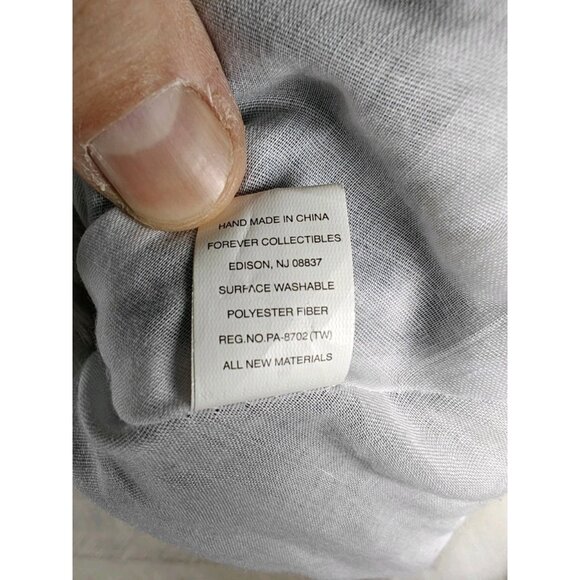 HAND MADE IN CHINA
FOREVER COLLECTIBLES
EDISON, NJ 08837
SURFACE WASHABLE
POLYESTER FIBER
REG.NO.PA-8702(TW)
ALL NEW MATERIALS